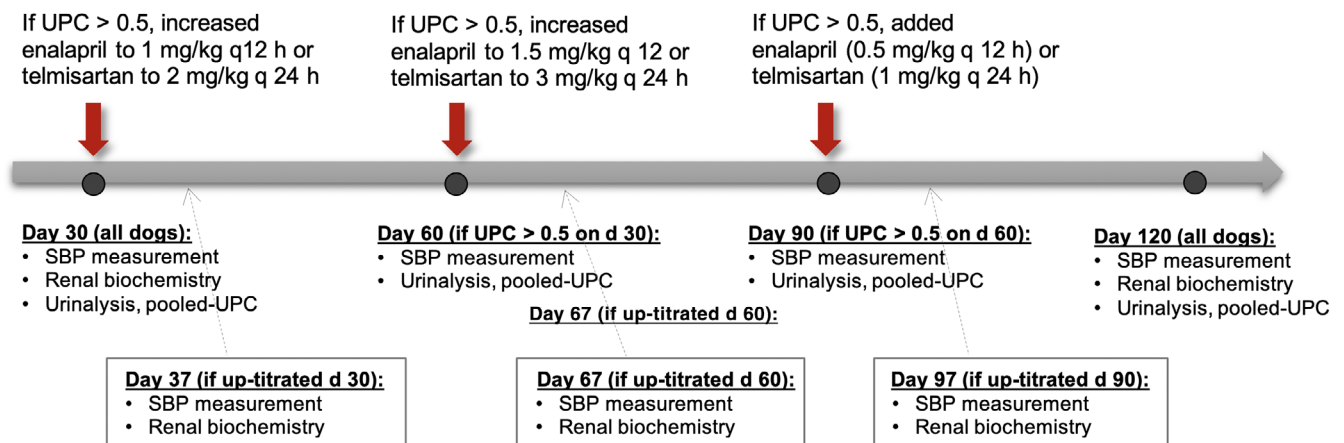 If UPC > 0.5, increased
enalapril to 1 mg/kg q12 h or
telmisartan to 2 mg/kg q 24 h
If UPC > 0.5, increased
enalapril to 1.5 mg/kg q 12 or
telmisartan to 3 mg/kg q 24 h
If UPC > 0.5, added
enalapril (0.5 mg/kg q 12 h) or
telmisartan (1 mg/kg q 24 h)
Day 30 (all dogs):
• SBP measurement
• Renal biochemistry
• Urinalysis, pooled-UPC
Day 60 (if UPC > 0.5 on d 30):
• SBP measurement
• Urinalysis, pooled-UPC
Day 90 (if UPC > 0.5 on d 60):
• SBP measurement
• Urinalysis, pooled-UPC
Day 120 (all dogs):
• SBP measurement
• Renal biochemistry
• Urinalysis, pooled-UPC
Day 67 (if up-titrated d 60):
Day 37 (if up-titrated d 30):
• SBP measurement
• Renal biochemistry
Day 67 (if up-titrated d 60):
• SBP measurement
• Renal biochemistry
Day 97 (if up-titrated d 90):
• SBP measurement
• Renal biochemistry